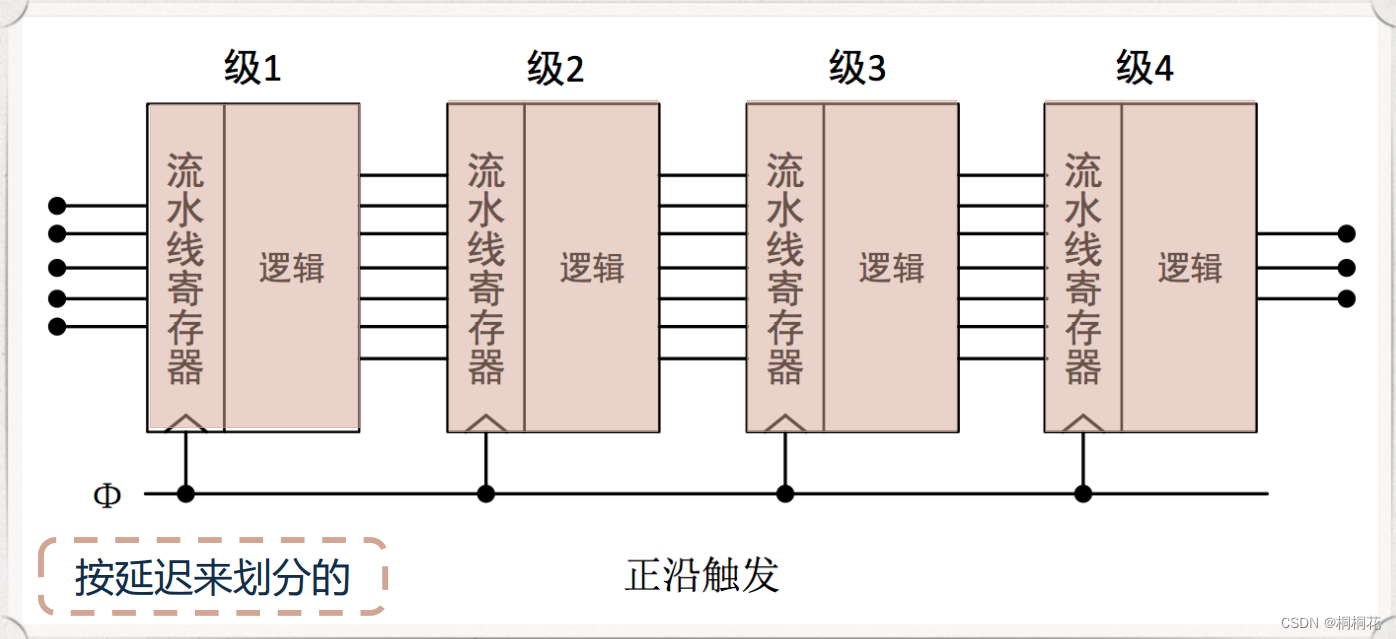 级1
级2
级3
级4
流水线寄存器
逻辑
流水线寄存器
逻辑
流水线寄存器
逻辑
流水线寄存器
逻辑
Φ
按延迟来划分的
正沿触发
CSDN @桐桐花